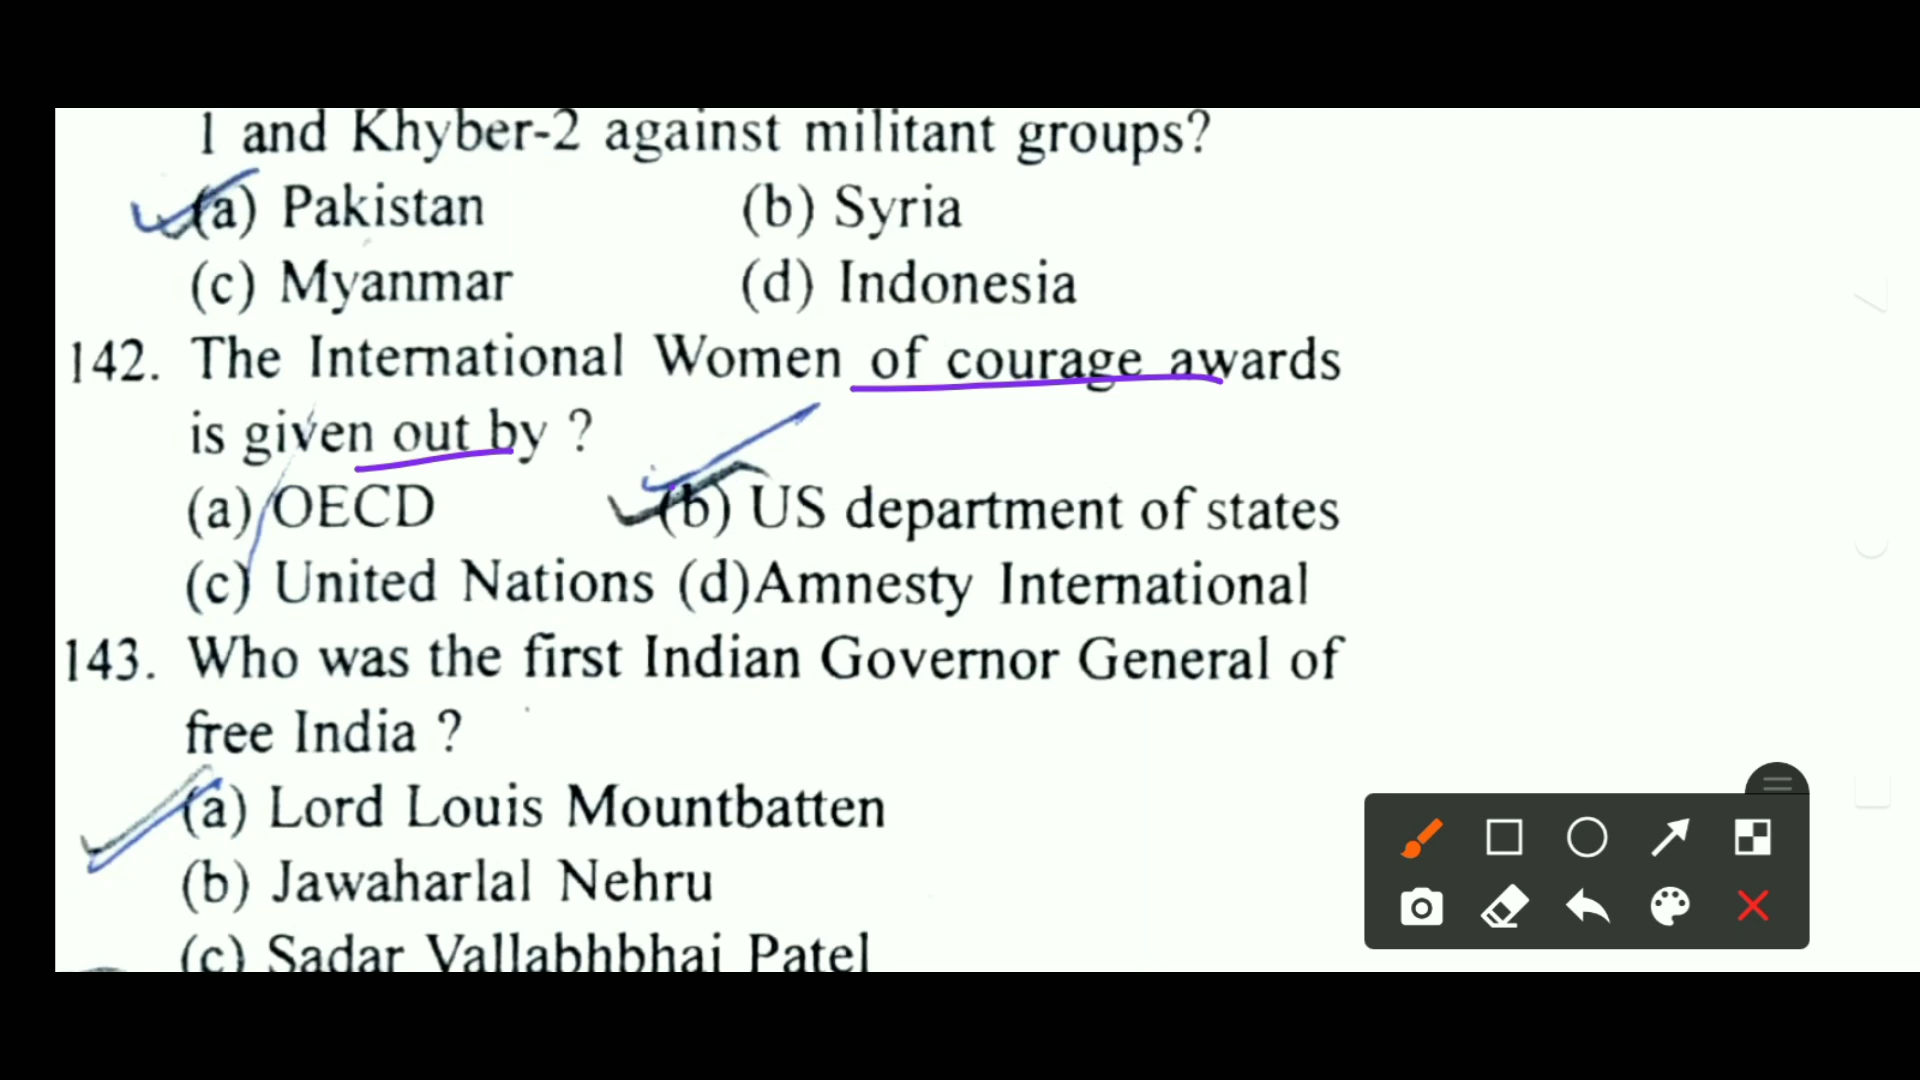 1 and Khyber-2 against militant groups?
(a) Pakistan (b) Syria
(c) Myanmar (d) Indonesia
142. The International Women of courage awards
is given out by ?
(a) OECD (b) US department of states
(c) United Nations (d)Amnesty International
143. Who was the first Indian Governor General of
free India ?
(a) Lord Louis Mountbatten
(b) Jawaharlal Nehru
(c) Sadar Vallabhbhai Patel